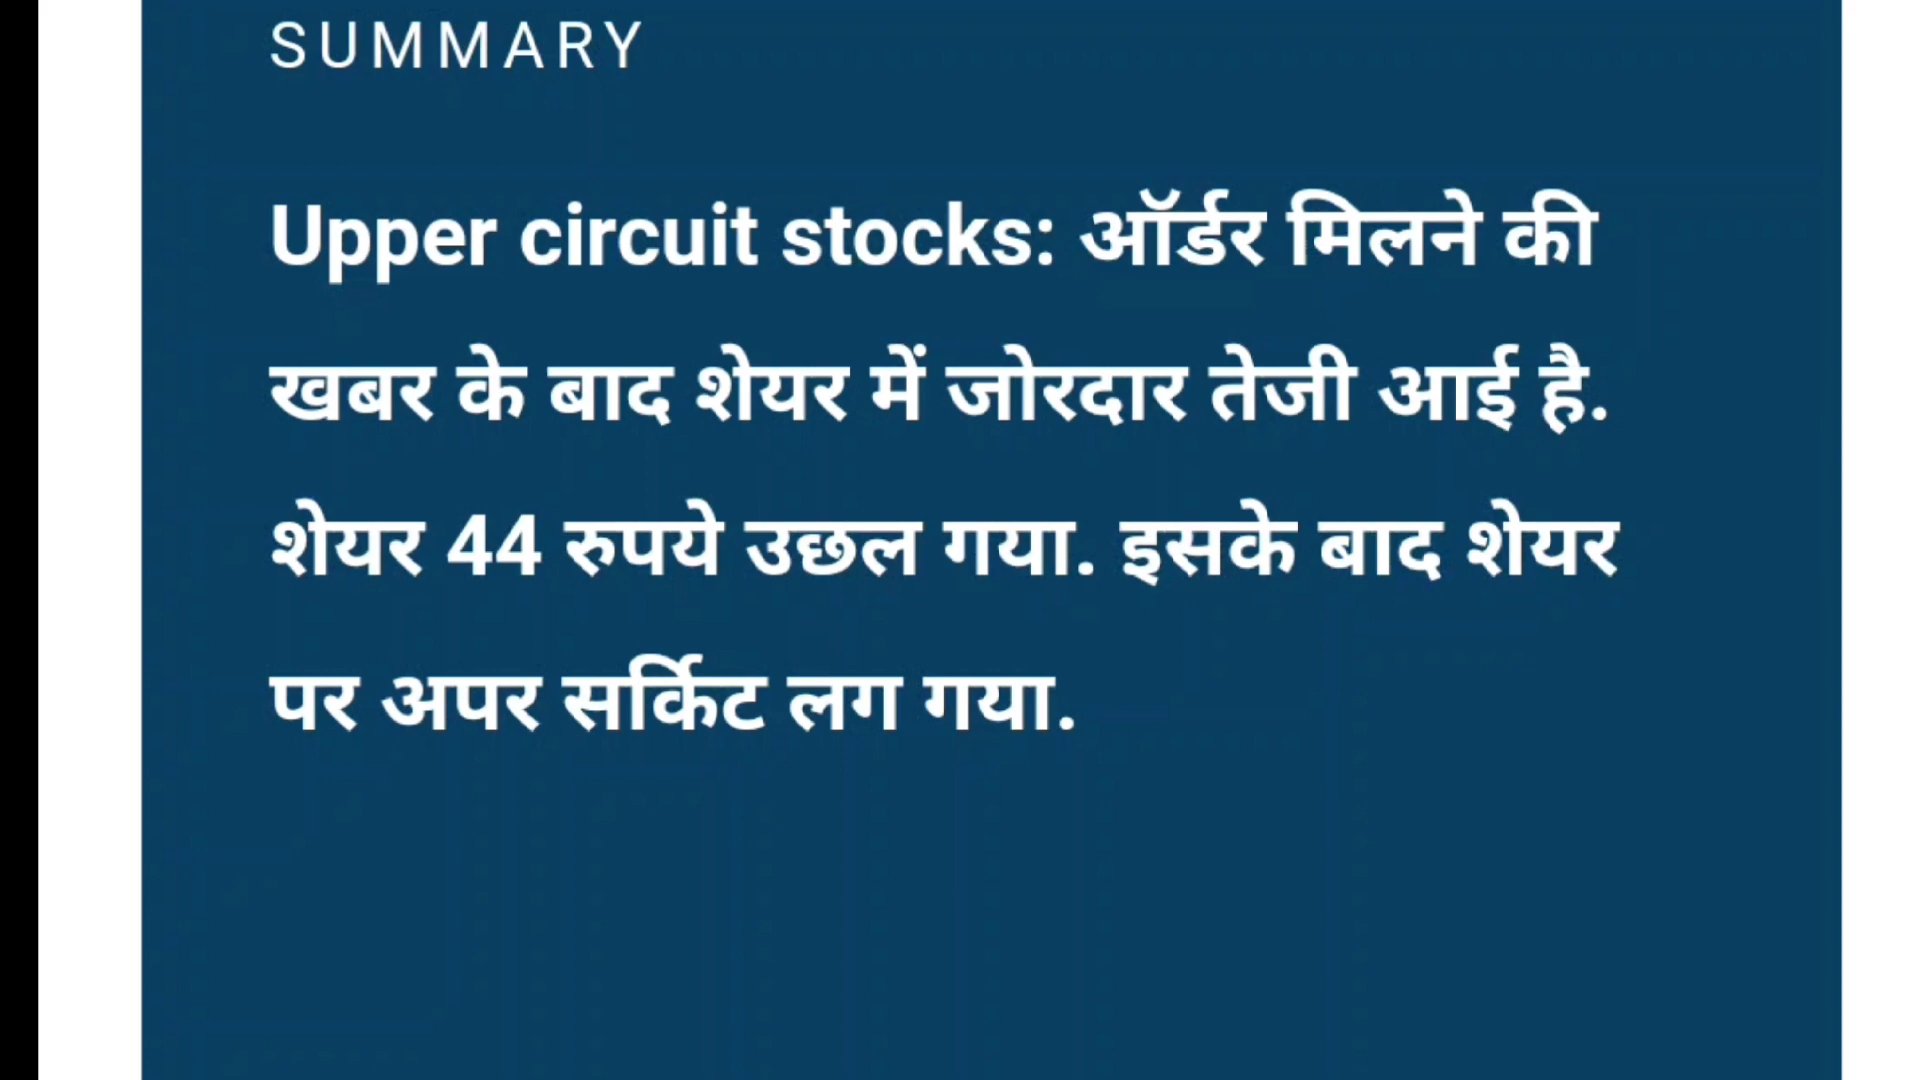 SUMMARY
Upper circuit stocks: ऑर्डर मिलने की
खबर के बाद शेयर में जोरदार तेजी आई है.
शेयर 44 रुपये उछल गया. इसके बाद शेयर
पर अपर सर्किट लग गया.